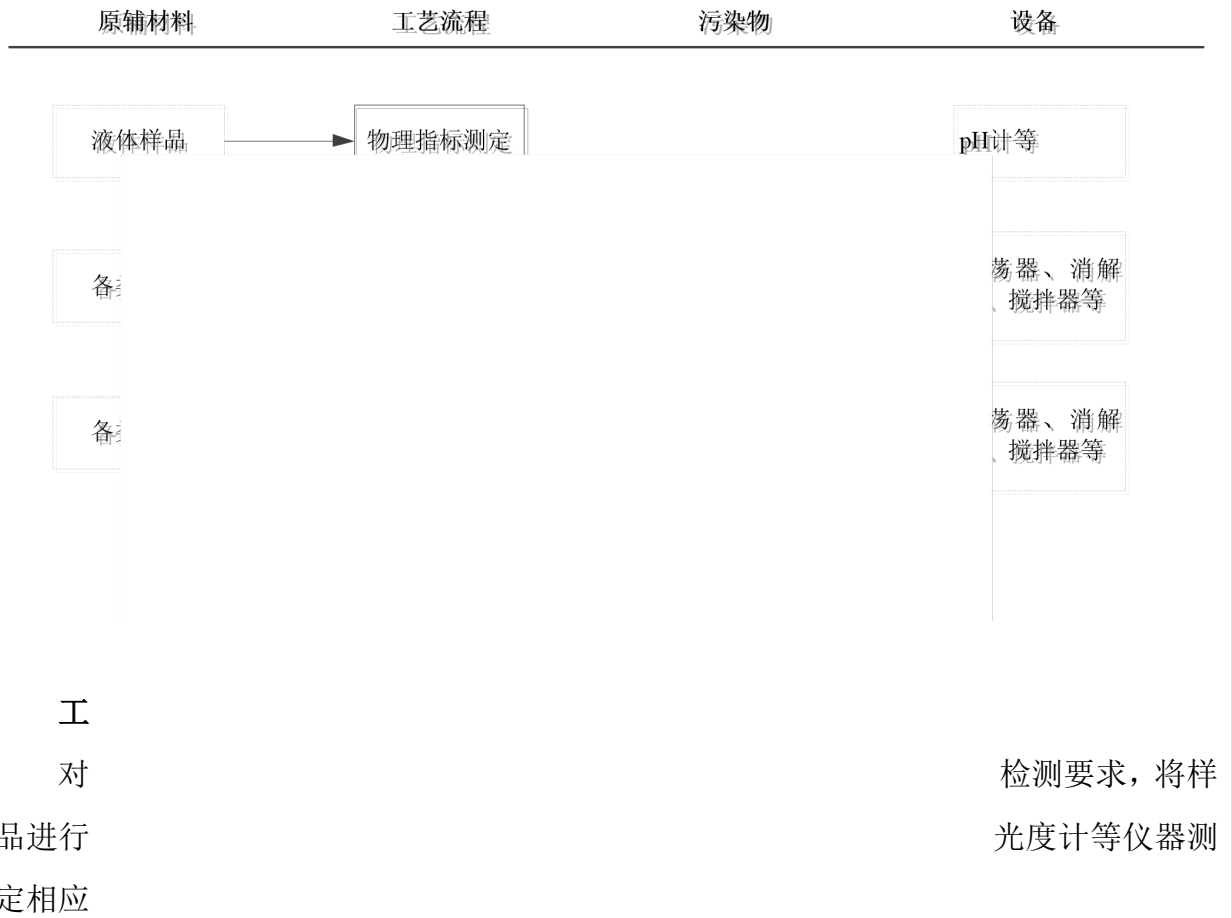 原辅材料 工艺流程 污染物 设备
液体样品 物理指标测定 pH计等
各 荡器、消解
、搅拌器等
各 荡器、消解
、搅拌器等
工
对 检测要求，将样
品进行 光度计等仪器测
定相应